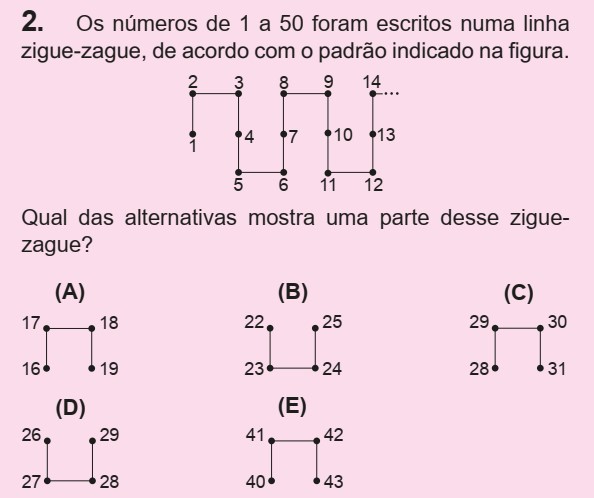 2. Os números de 1 a 50 foram escritos numa linha
zigue-zague, de acordo com o padrão indicado na figura.
2 3 8 9 14 ...
1 4 7 10 13
5 6 11 12
Qual das alternativas mostra uma parte desse zigue-
zague?
(A) (B) (C)
17 18 22 25 29 30
16 19 23 24 28 31
(D) (E)
26 29 41 42
27 28 40 43